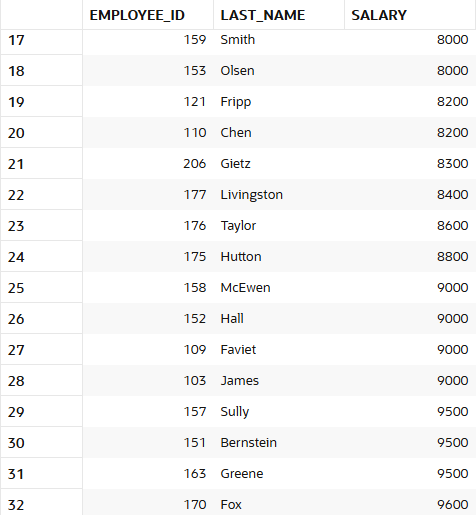 EMPLOYEE_ID LAST_NAME SALARY
17 159 Smith 8000
18 153 Olsen 8000
19 121 Fripp 8200
20 110 Chen 8200
21 206 Gietz 8300
22 177 Livingston 8400
23 176 Taylor 8600
24 175 Hutton 8800
25 158 McEwen 9000
26 152 Hall 9000
27 109 Faviet 9000
28 103 James 9000
29 157 Sully 9500
30 151 Bernstein 9500
31 163 Greene 9500
32 170 Fox 9600